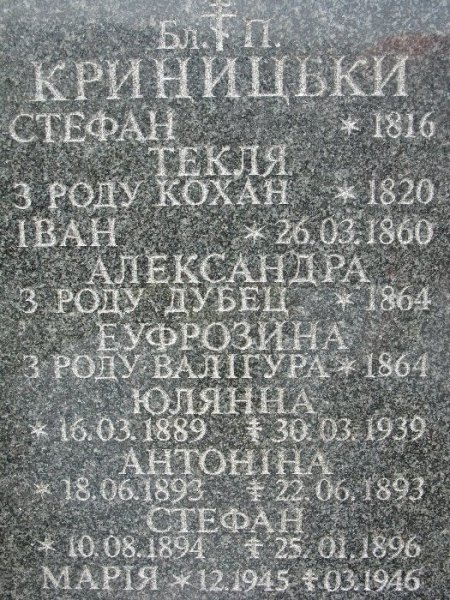 Бл. П.
КРИНИЦЬКИ
СТЕФАН * 1816
ТЕКЛЯ
З РОДУ КОХАН * 1820
ІВАН * 26.03.1860
АЛЕКСАНДРА
З РОДУ ДУБЕЦ * 1864
ЕУФРОЗИНА
З РОДУ ВАЛІГУРА * 1864
ЮЛЯННА
* 16.03.1889 ‡ 30.03.1939
АНТОНІНА
* 18.06.1893 ‡ 22.06.1893
СТЕФАН
* 10.08.1894 ‡ 25.01.1896
МАРІЯ * 12.1945 ‡ 03.1946